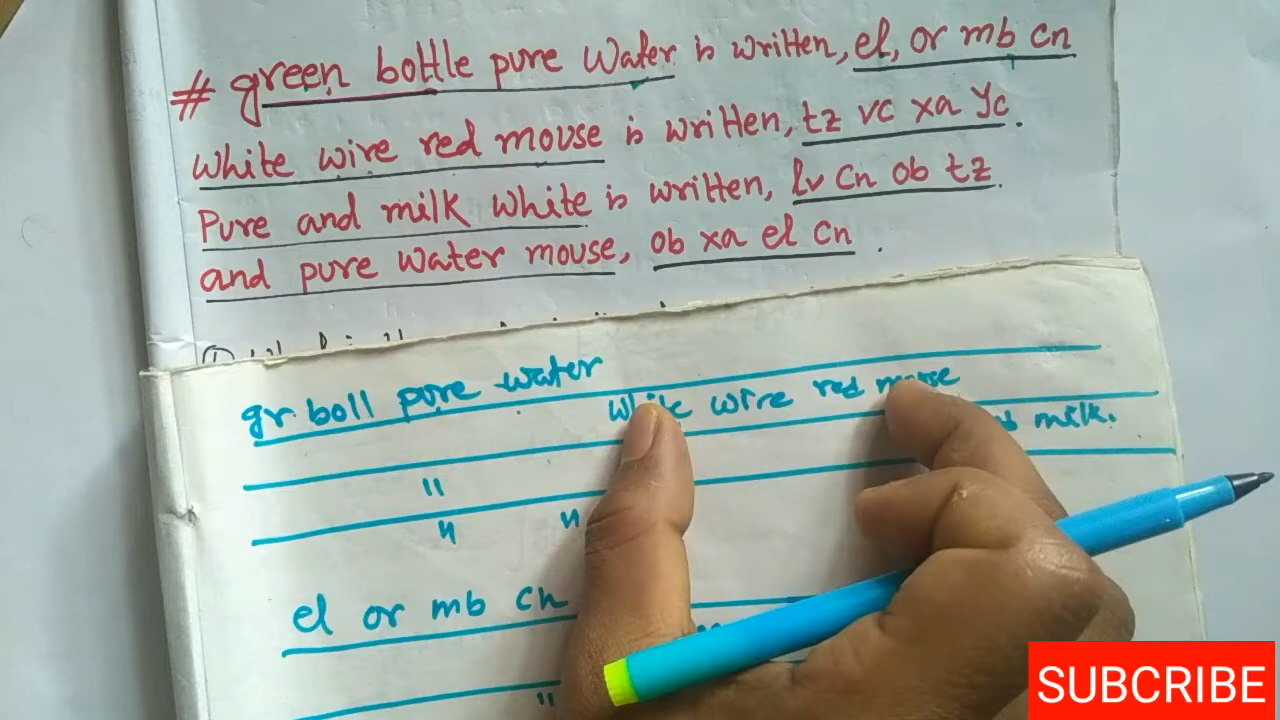 # green bottle pure water is written, el, or mb cn
white wire red mouse is written, tz vc xa yc.
Pure and milk white is written, lv cn ob tz.
and pure water mouse, ob xa el cn.
gr boll pure water
white wire red mouse
milk.
"
" "
el or mb cn
"
SUBCRIBE